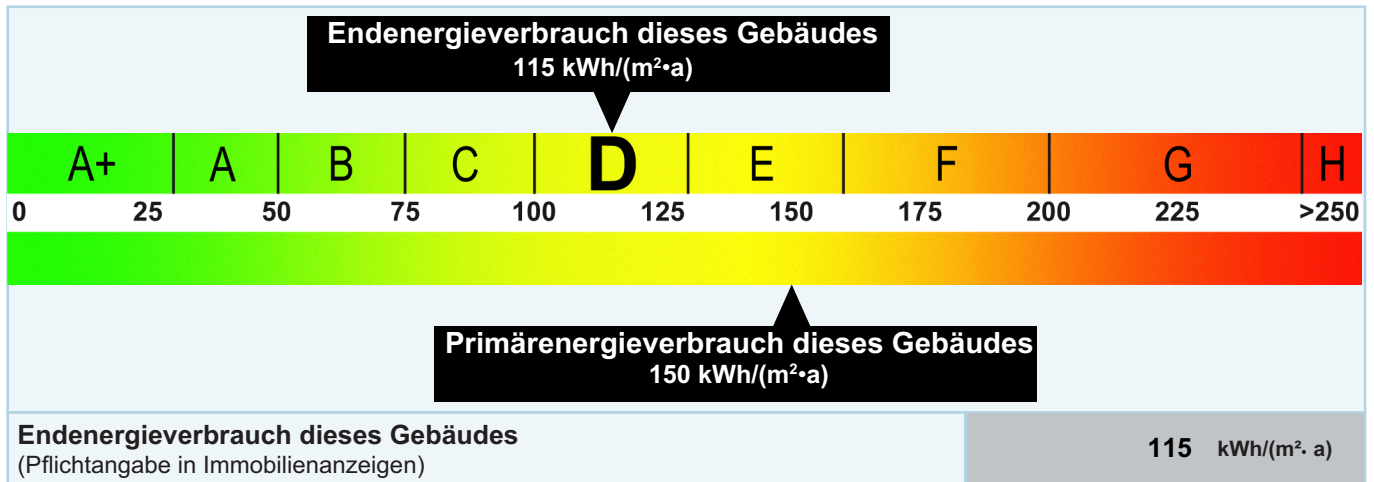 Endenergieverbrauch dieses Gebäudes
115 kWh/(m²•a)
A+ A B C D E F G H
0 25 50 75 100 125 150 175 200 225 >250
Primärenergieverbrauch dieses Gebäudes
150 kWh/(m²•a)
Endenergieverbrauch dieses Gebäudes
(Pflichtangabe in Immobilienanzeigen)
115 kWh/(m²· a)